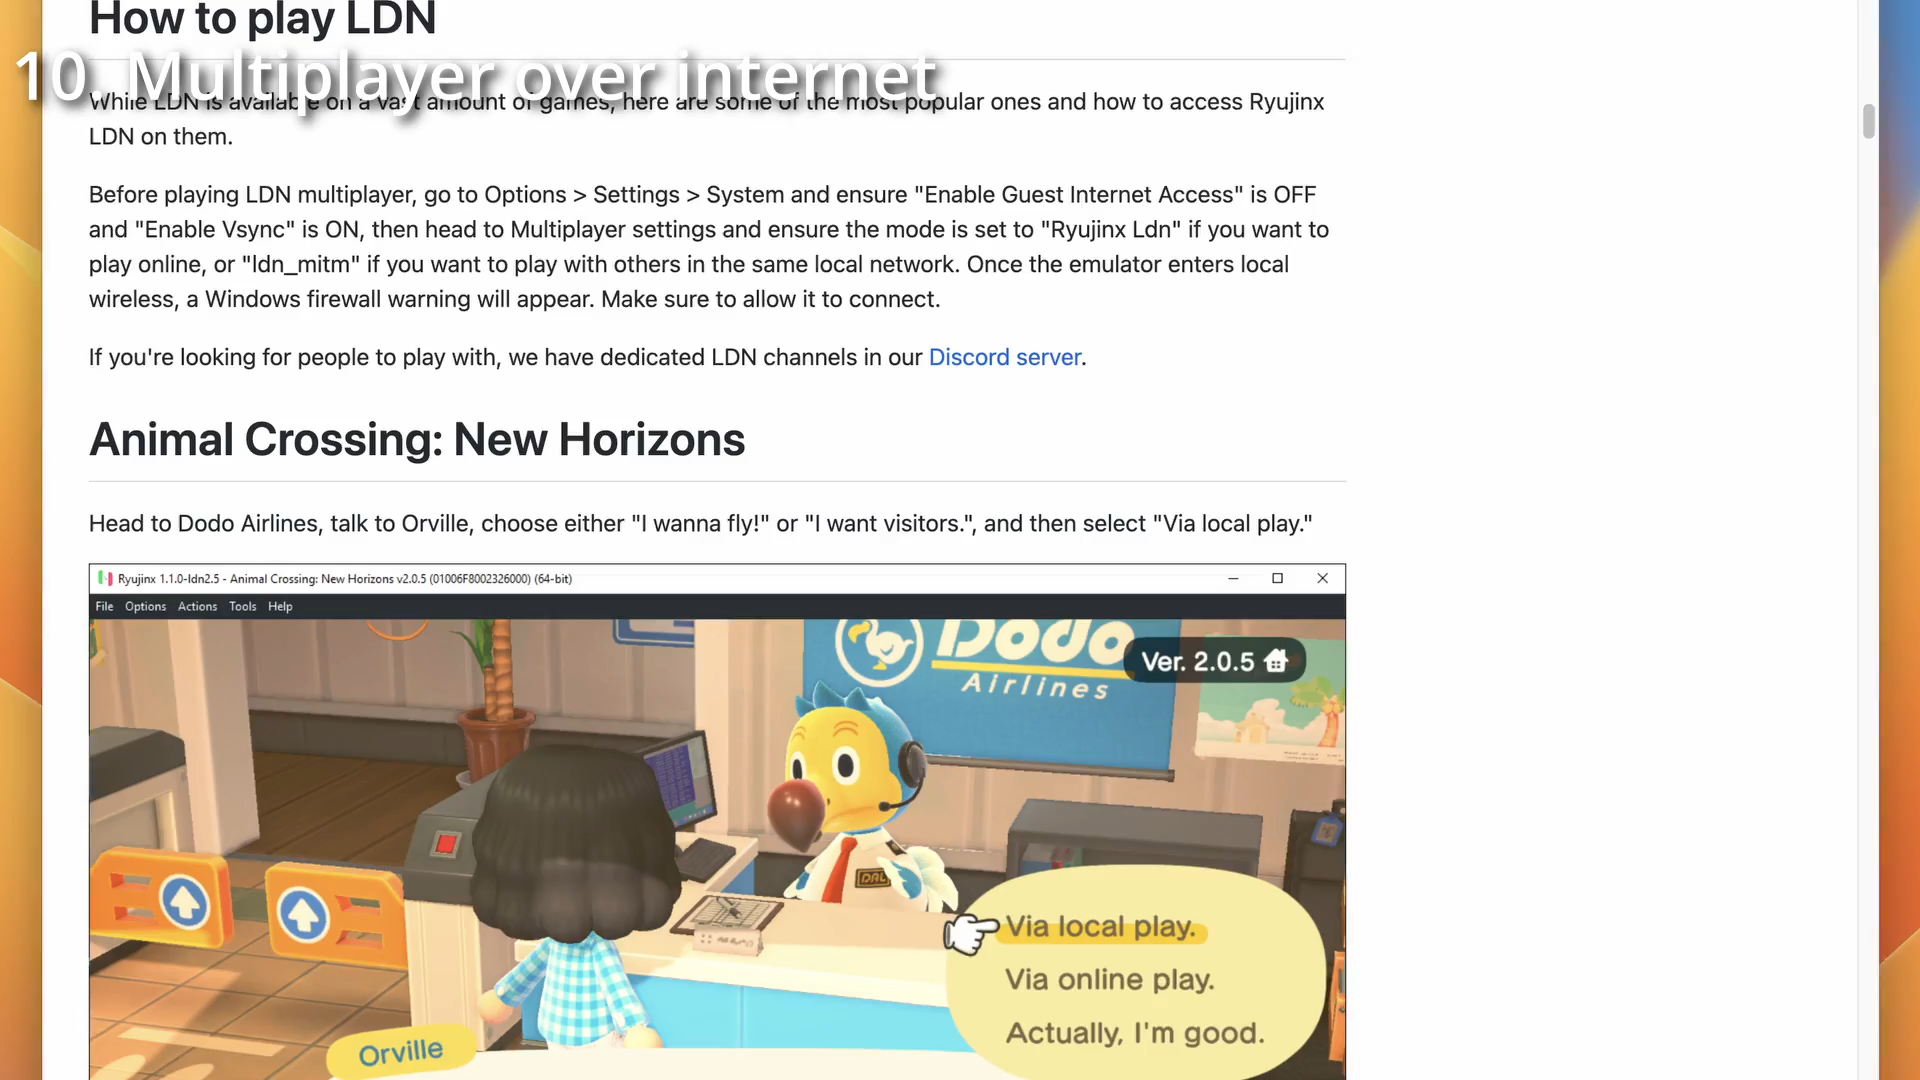 How to play LDN
10. Multiplayer over internet
While LDN is available on a vast amount of games, here are some of the most popular ones and how to access Ryujinx
LDN on them.
Before playing LDN multiplayer, go to Options > Settings > System and ensure "Enable Guest Internet Access" is OFF
and "Enable Vsync" is ON, then head to Multiplayer settings and ensure the mode is set to "Ryujinx Ldn" if you want to
play online, or "ldn_mitm" if you want to play with others in the same local network. Once the emulator enters local
wireless, a Windows firewall warning will appear. Make sure to allow it to connect.
If you're looking for people to play with, we have dedicated LDN channels in our Discord server.
Animal Crossing: New Horizons
Head to Dodo Airlines, talk to Orville, choose either "I wanna fly!" or "I want visitors.", and then select "Via local play."
Ryujinx 1.1.0-ldn2.5 - Animal Crossing: New Horizons v2.0.5 (01006F8002326000) (64-bit)
File Options Actions Tools Help
Dodo
Airlines
Ver. 2.0.5
DAL
Via local play.
Via online play.
Actually, I'm good.
Orville